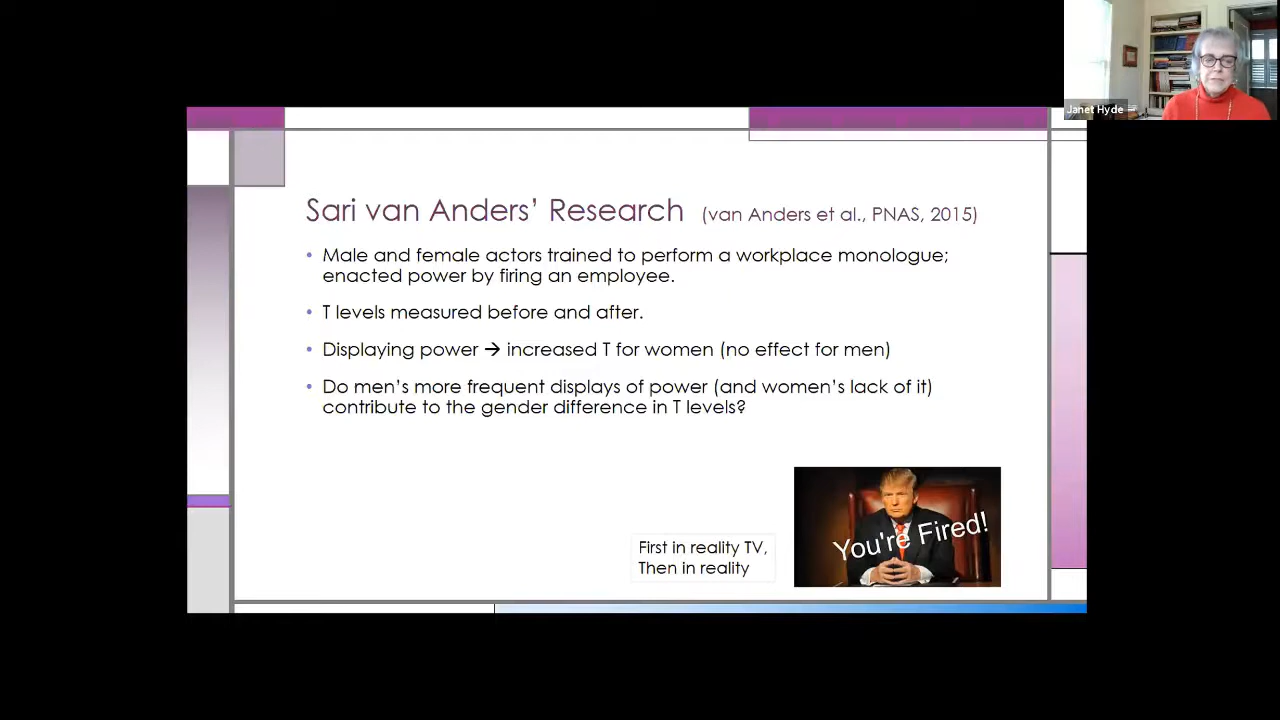 Janet Hyde
Sari van Anders’ Research (van Anders et al., PNAS, 2015)
• Male and female actors trained to perform a workplace monologue;
enacted power by firing an employee.
• T levels measured before and after.
• Displaying power → increased T for women (no effect for men)
• Do men’s more frequent displays of power (and women’s lack of it)
contribute to the gender difference in T levels?
First in reality TV,
Then in reality
You're Fired!